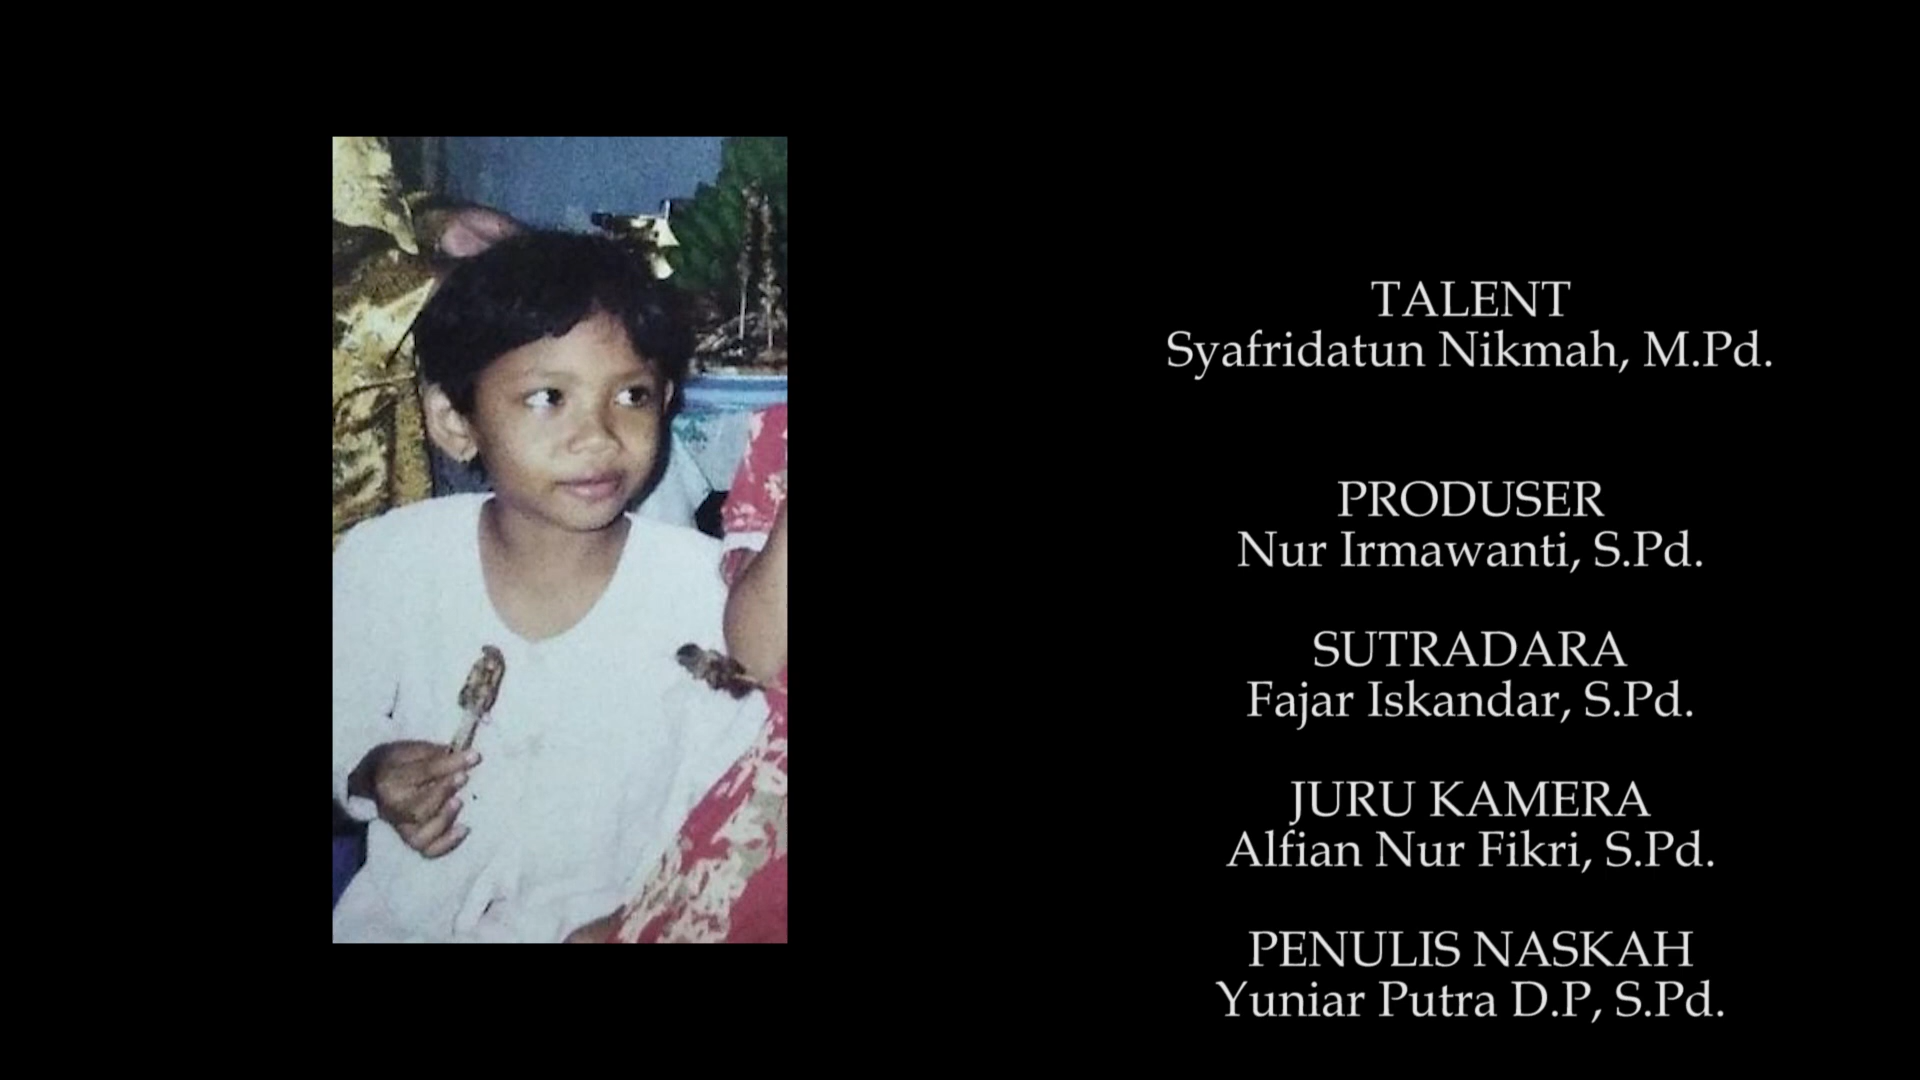 TALENT
Syafridatun Nikmah, M.Pd.
PRODUSER
Nur Irmawanti, S.Pd.
SUTRADARA
Fajar Iskandar, S.Pd.
JURU KAMERA
Alfian Nur Fikri, S.Pd.
PENULIS NASKAH
Yuniar Putra D.P, S.Pd.